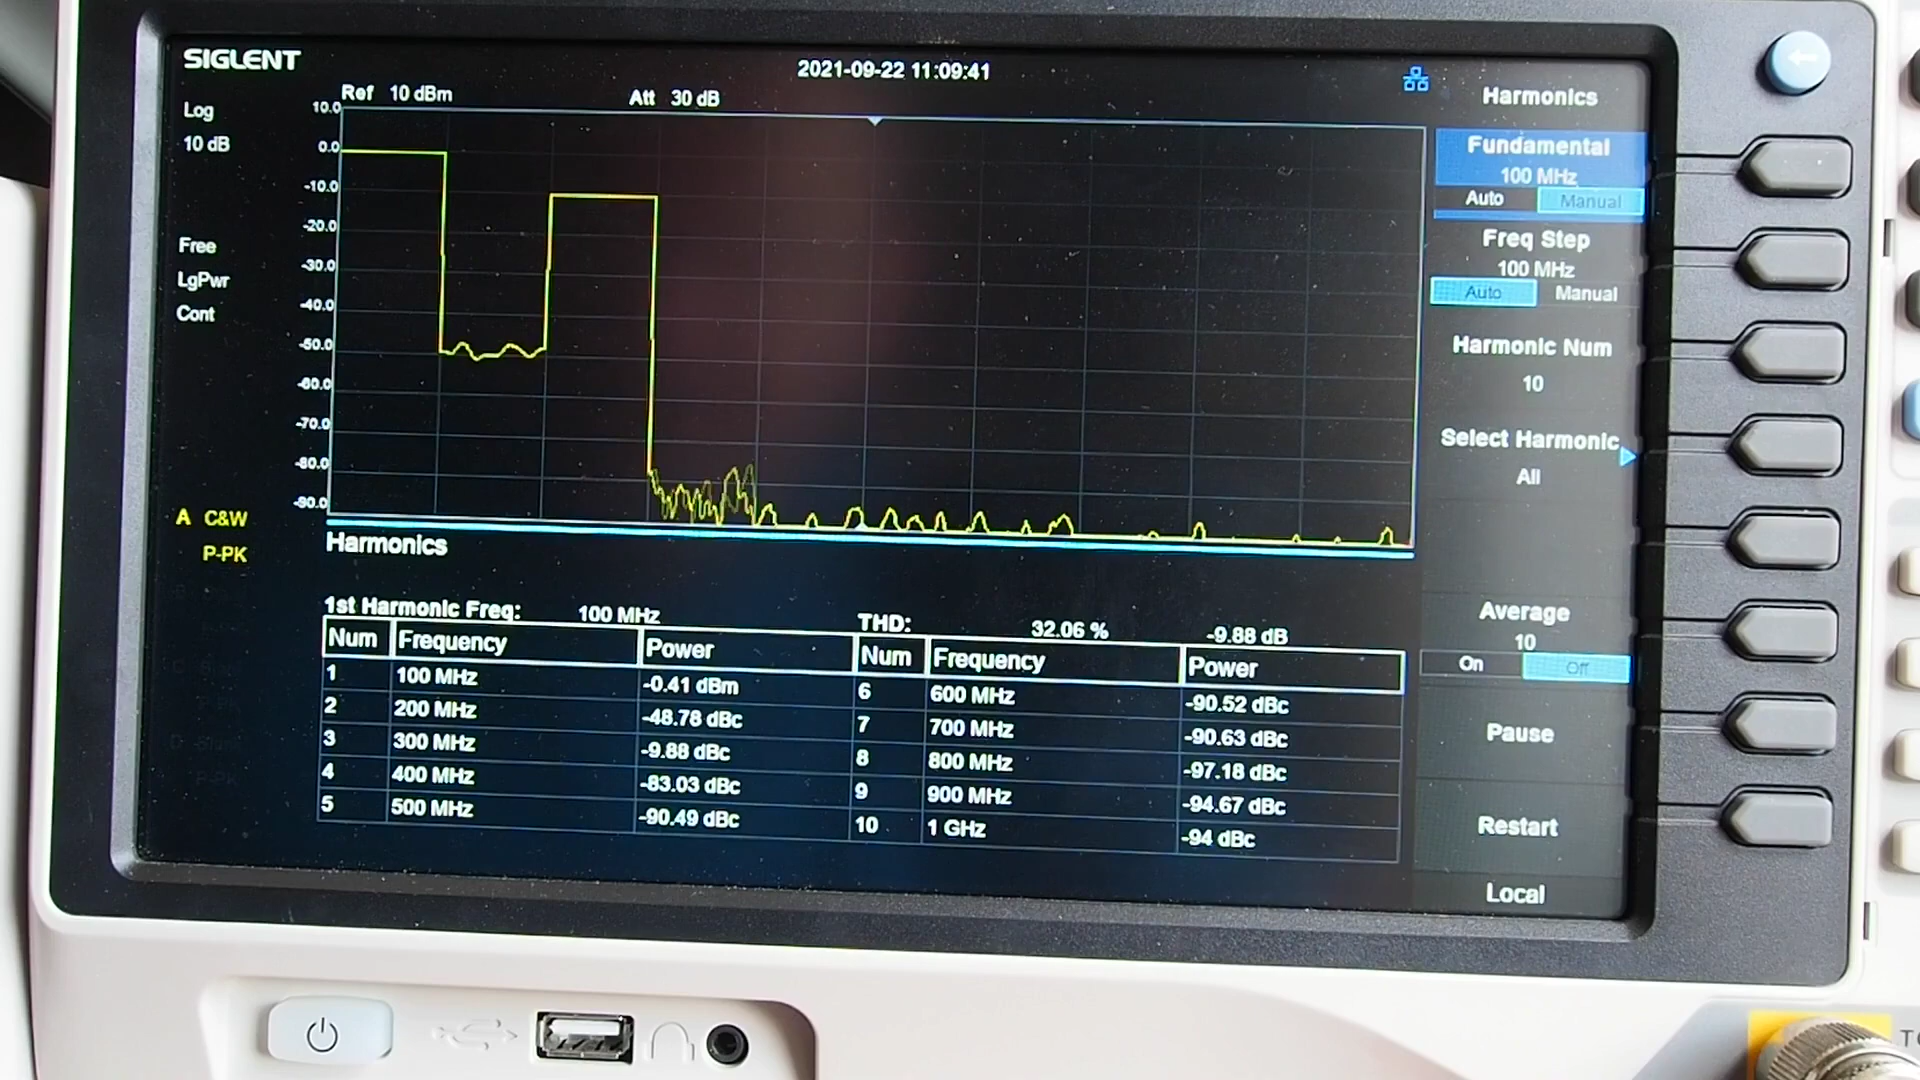 SIGLENT
2021-09-22 11:09:41
Ref 10 dBm Att 30 dB
Log
10 dB
Free
LgPwr
Cont
A C&W
P-PK
10.0
0.0
-10.0
-20.0
-30.0
-40.0
-50.0
-60.0
-70.0
-80.0
-90.0
Harmonics
1st Harmonic Freq: 100 MHz THD: 32.06 % -9.88 dB
Num Frequency Power Num Frequency Power
1 100 MHz -0.41 dBm 6 600 MHz -90.52 dBc
2 200 MHz -48.78 dBc 7 700 MHz -90.63 dBc
3 300 MHz -9.88 dBc 8 800 MHz -97.18 dBc
4 400 MHz -83.03 dBc 9 900 MHz -94.67 dBc
5 500 MHz -90.49 dBc 10 1 GHz -94 dBc
Harmonics
Fundamental
100 MHz
Auto Manual
Freq Step
100 MHz
Auto Manual
Harmonic Num
10
Select Harmonic
All
Average
10
On Off
Pause
Restart
Local